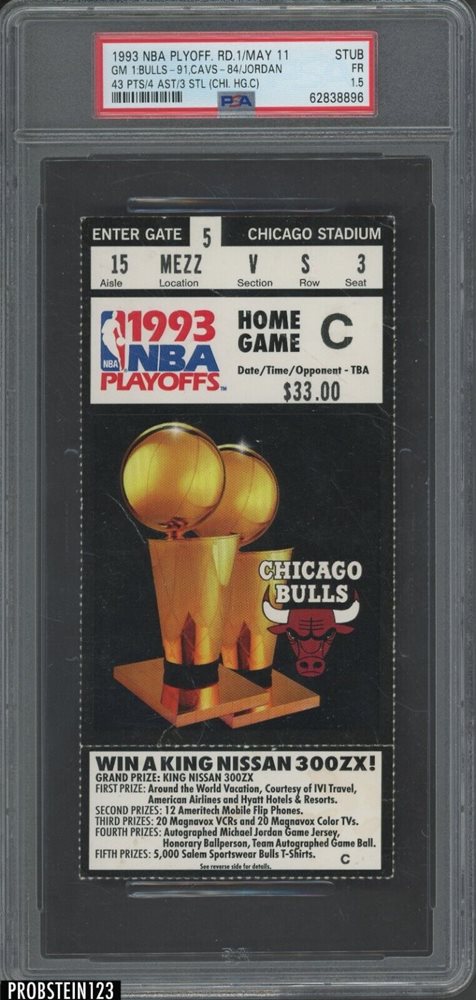 1993 NBA PLYOFF. RD.1/MAY 11 STUB
GM 1:BULLS-91,CAVS-84/JORDAN FR
43 PTS/4 AST/3 STL (CHI. HG.C) 1.5
PSA 62838896
ENTER GATE 5 CHICAGO STADIUM
15 MEZZ V S 3
Aisle Location Section Row Seat
1993 NBA PLAYOFFS™
NBA
HOME GAME C
Date/Time/Opponent - TBA
$33.00
CHICAGO
BULLS
WIN A KING NISSAN 300ZX!
GRAND PRIZE: KING NISSAN 300ZX
FIRST PRIZE: Around the World Vacation, Courtesy of IVI Travel,
American Airlines and Hyatt Hotels & Resorts.
SECOND PRIZES: 12 Ameritech Mobile Flip Phones.
THIRD PRIZES: 20 Magnavox VCRs and 20 Magnavox Color TVs.
FOURTH PRIZES: Autographed Michael Jordan Game Jersey,
Honorary Ballperson, Team Autographed Game Ball.
FIFTH PRIZES: 5,000 Salem Sportswear Bulls T-Shirts. C
See reverse side for details.
PROBSTEIN123